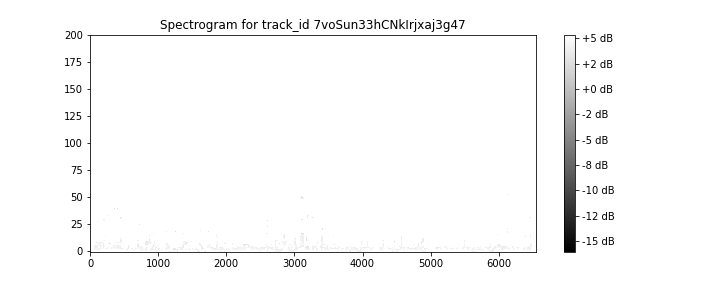 Spectrogram for track_id 7voSun33hCNkIrjxaj3g47
200
175
150
125
100
75
50
25
0
0 1000 2000 3000 4000 5000 6000
+5 dB
+2 dB
+0 dB
-2 dB
-5 dB
-8 dB
-10 dB
-12 dB
-15 dB